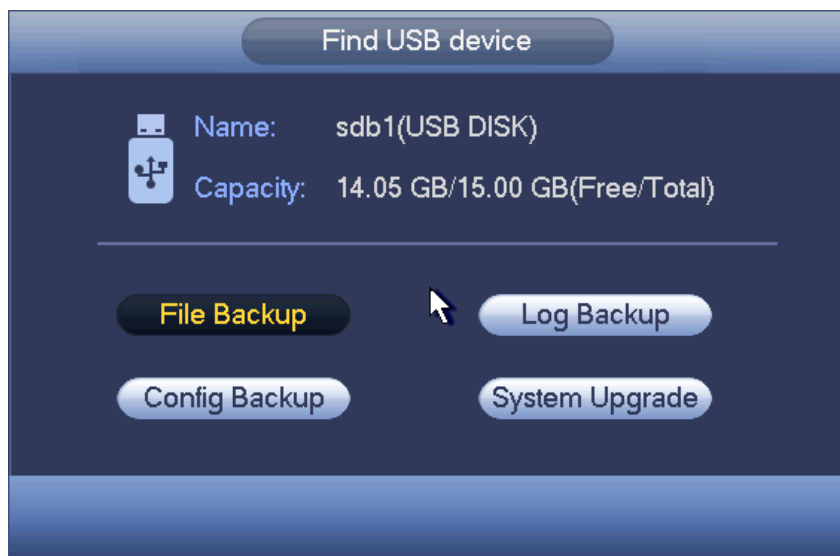 Find USB device
Name: sdb1(USB DISK)
Capacity: 14.05 GB/15.00 GB(Free/Total)
File Backup Log Backup
Config Backup System Upgrade